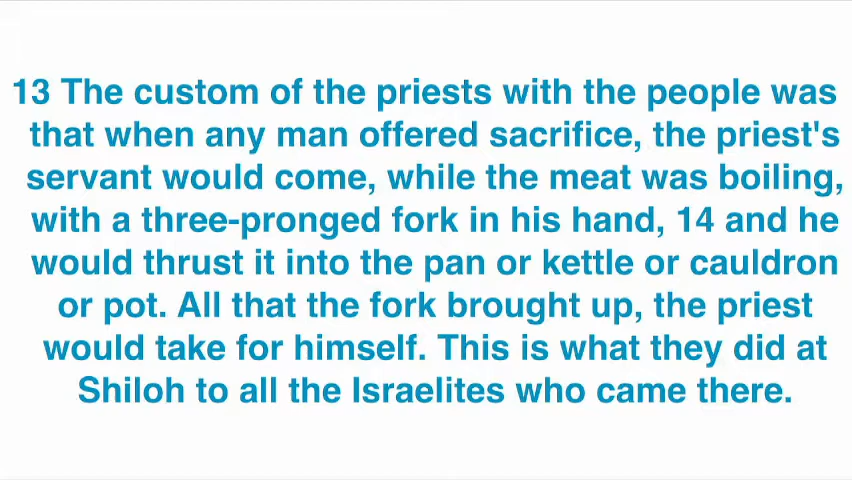 13 The custom of the priests with the people was
that when any man offered sacrifice, the priest's
servant would come, while the meat was boiling,
with a three-pronged fork in his hand, 14 and he
would thrust it into the pan or kettle or cauldron
or pot. All that the fork brought up, the priest
would take for himself. This is what they did at
Shiloh to all the Israelites who came there.